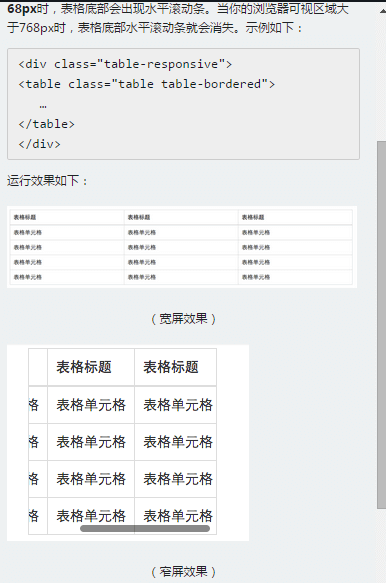 68px时，表格底部会出现水平滚动条。当你的浏览器可视区域大
于768px时，表格底部水平滚动条就会消失。示例如下：
<div class="table-responsive">
<table class="table table-bordered">
…
</table>
</div>
运行效果如下：
表格标题 表格标题 表格标题
表格单元格 表格单元格 表格单元格
表格单元格 表格单元格 表格单元格
表格单元格 表格单元格 表格单元格
表格单元格 表格单元格 表格单元格
（宽屏效果）
表格标题 表格标题
格 表格单元格 表格单元格
格 表格单元格 表格单元格
格 表格单元格 表格单元格
格 表格单元格 表格单元格
（窄屏效果）